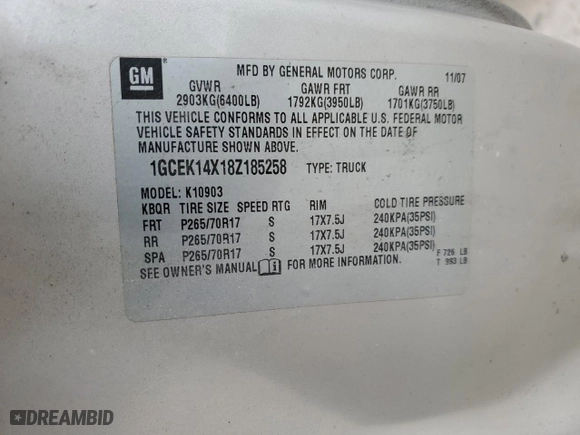 GM
MFD BY GENERAL MOTORS CORP. 11/07
GVWR GAWR FRT GAWR RR
2903KG(6400LB) 1792KG(3950LB) 1701KG(3750LB)
THIS VEHICLE CONFORMS TO ALL APPLICABLE U.S. FEDERAL MOTOR
VEHICLE SAFETY STANDARDS IN EFFECT ON THE DATE OF
MANUFACTURE SHOWN ABOVE.
1GCEK14X18Z185258 TYPE: TRUCK
MODEL: K10903
KBQR TIRE SIZE SPEED RTG RIM COLD TIRE PRESSURE
FRT P265/70R17 S 17X7.5J 240KPA(35PSI)
RR P265/70R17 S 17X7.5J 240KPA(35PSI)
SPA P265/70R17 S 17X7.5J 240KPA(35PSI)
SEE OWNER'S MANUAL FOR MORE INFORMATION.
F 726 LB
T 993 LB
DREAMBID